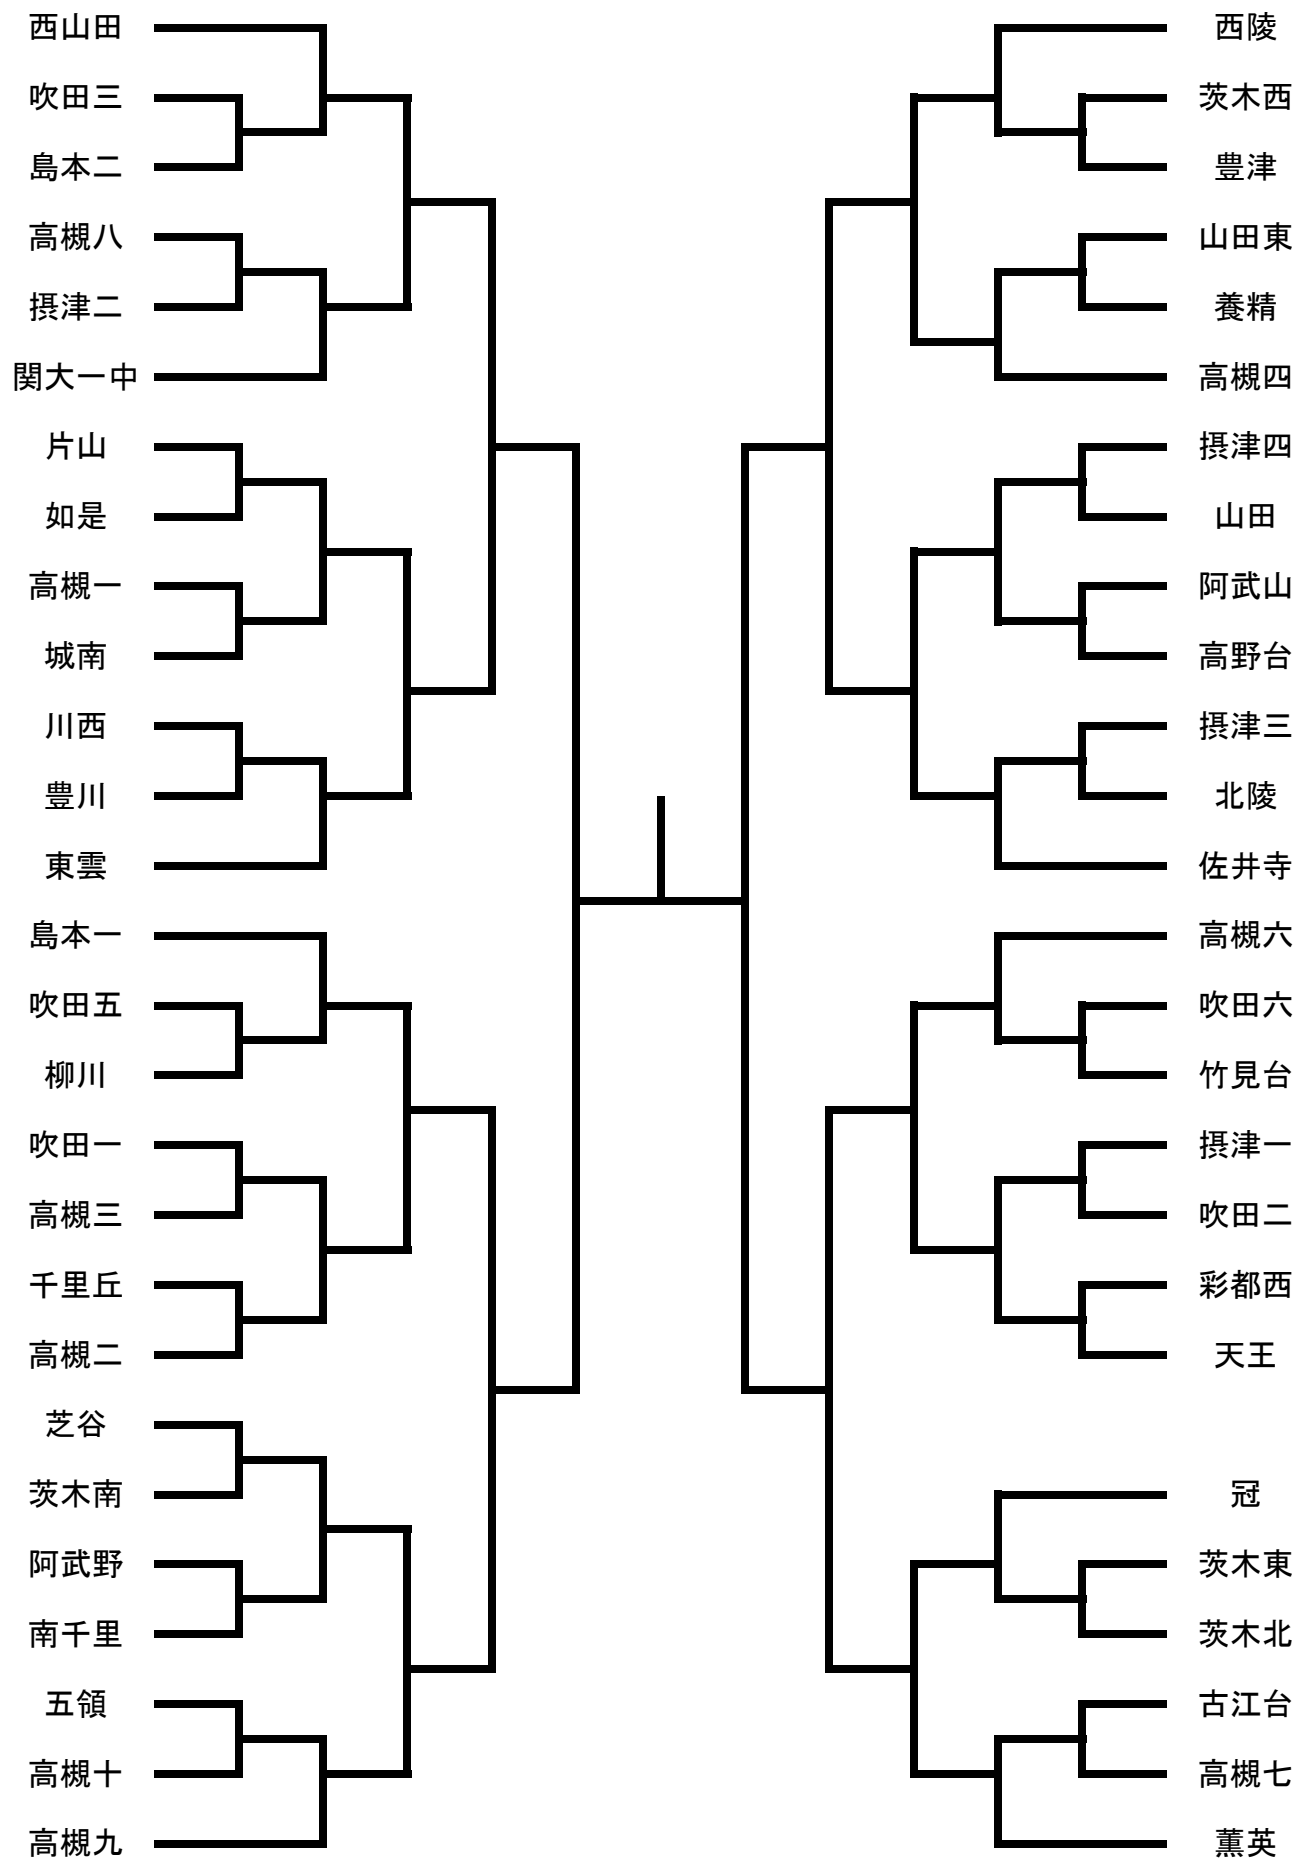 西山田
吹田三
島本二
高槻八
摂津二
関大一中
片山
如是
高槻一
城南
川西
豊川
東雲
島本一
吹田五
柳川
吹田一
高槻三
千里丘
高槻二
芝谷
茨木南
阿武野
南千里
五領
高槻十
高槻九
西陵
茨木西
豊津
山田東
養精
高槻四
摂津四
山田
阿武山
高野台
摂津三
北陵
佐井寺
高槻六
吹田六
竹見台
摂津一
吹田二
彩都西
天王
冠
茨木東
茨木北
古江台
高槻七
薫英